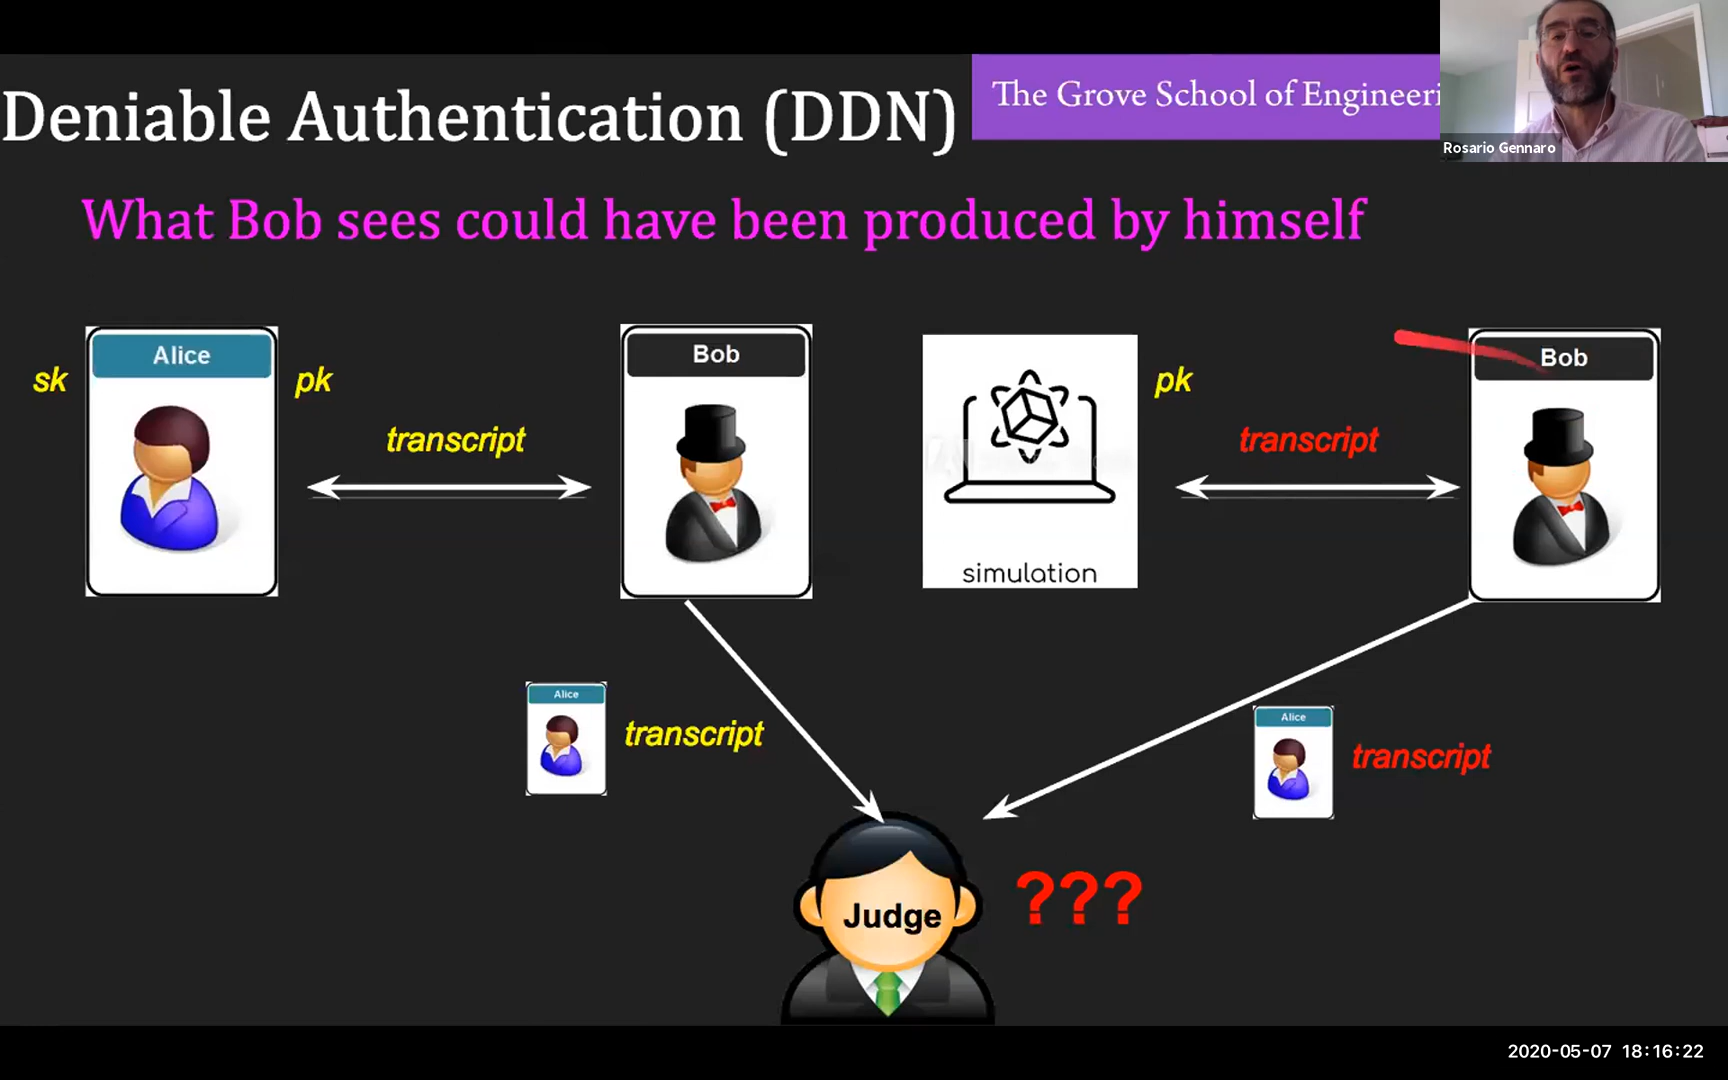 Deniable Authentication (DDN)
The Grove School of Engineeri
Rosario Gennaro
What Bob sees could have been produced by himself
sk
Alice
pk
transcript
Bob
simulation
pk
transcript
Bob
Alice
transcript
Alice
transcript
Judge
???
2020-05-07 18:16:22